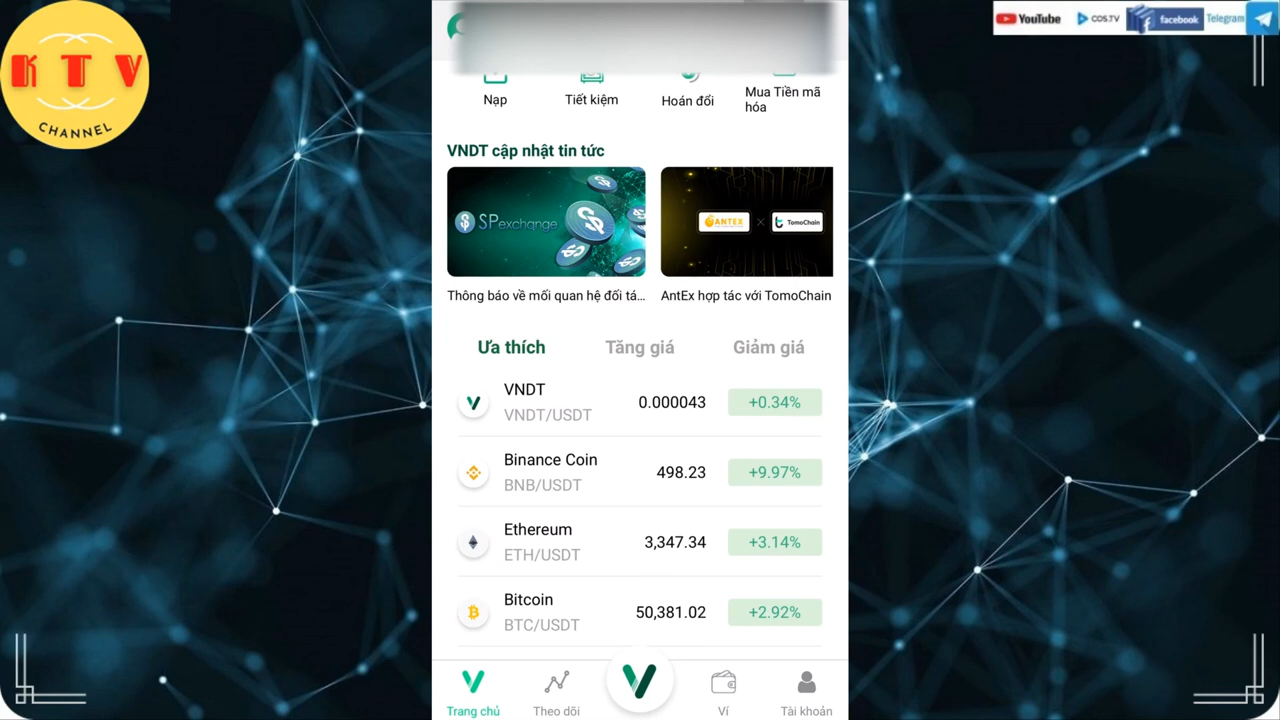 K T V
CHANNEL
YouTube
COS.TV
facebook
Telegram
Nạp
Tiết kiệm
Hoán đổi
Mua Tiền mã
hóa
VNDT cập nhật tin tức
SPexchange
ANTEX
TomoChain
Thông báo về mối quan hệ đối tá...
AntEx hợp tác với TomoChain
Ưa thích
Tăng giá
Giảm giá
VNDT
VNDT/USDT
0.000043
+0.34%
Binance Coin
BNB/USDT
498.23
+9.97%
Ethereum
ETH/USDT
3,347.34
+3.14%
Bitcoin
BTC/USDT
50,381.02
+2.92%
Trang chủ
Theo dõi
Ví
Tài khoản